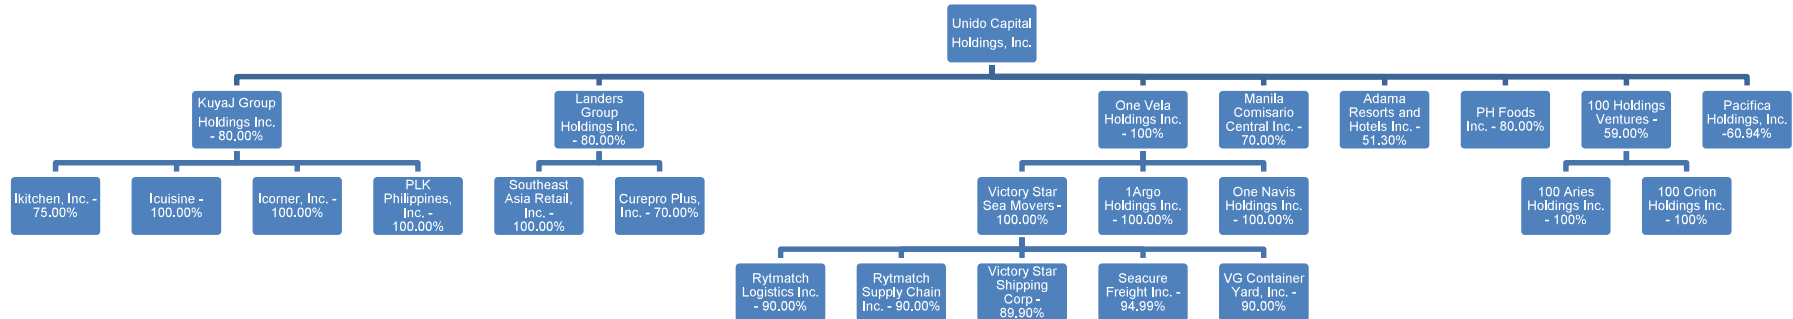 Unido Capital
Holdings, Inc.
KuyaJ Group
Holdings Inc.
- 80.00%
Landers
Group
Holdings Inc.
- 80.00%
One Vela
Holdings Inc.
- 100%
Manila
Comisario
Central Inc. -
70.00%
Adama
Resorts and
Hotels Inc. -
51.30%
PH Foods
Inc. - 80.00%
100 Holdings
Ventures -
59.00%
Pacifica
Holdings, Inc.
-60.94%
Ikitchen, Inc. -
75.00%
Icuisine -
100.00%
Icorner, Inc. -
100.00%
PLK
Philippines,
Inc. -
100.00%
Southeast
Asia Retail,
Inc. -
100.00%
Curepro Plus,
Inc. - 70.00%
Victory Star
Sea Movers -
100.00%
1Argo
Holdings Inc.
- 100.00%
One Navis
Holdings Inc.
- 100.00%
100 Aries
Holdings Inc.
- 100%
100 Orion
Holdings Inc.
- 100%
Rytmatch
Logistics Inc.
- 90.00%
Rytmatch
Supply Chain
Inc. - 90.00%
Victory Star
Shipping
Corp -
89.90%
Seacure
Freight Inc. -
94.99%
VG Container
Yard, Inc. -
90.00%